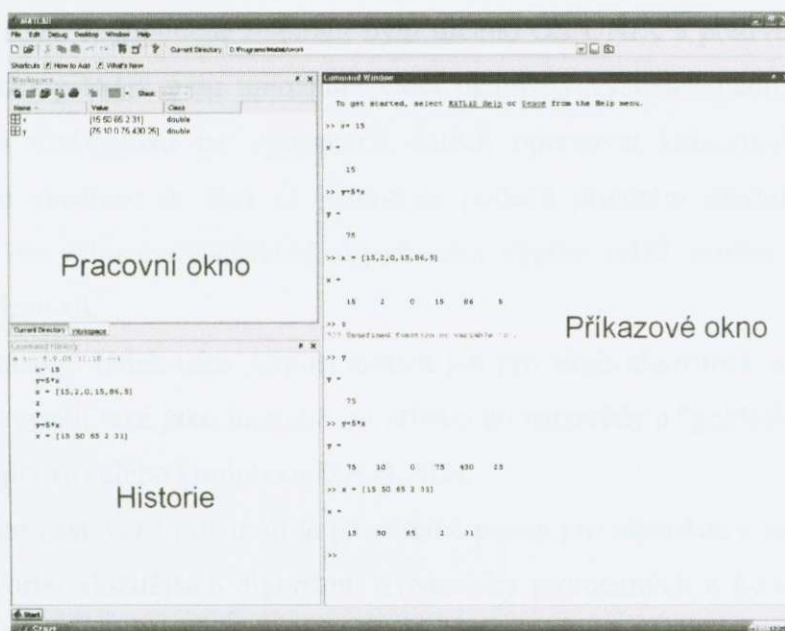 MATLAB
File Edit Debug Desktop Window Help
Current Directory: D:\Programs\Matlab\work
Shortcuts How to Add What's New
Workspace
Stack:
Name Value Class
x [15 50 65 2 31] double
y [75 10 0 75 430 25] double
Pracovní okno
Current Directory Workspace
Command History
x= 15
y=5*x
x = [15,2,0,15,86,5]
z
y
y=5*x
x = [15 50 65 2 31]
Historie
Command Window
To get started, select MATLAB Help or Demos from the Help menu.
>> x= 15
15
>> y=5*x
y =
75
>> x = [15,2,0,15,86,5]
x =
15 2 0 15 86 5
>> z
??? Undefined function or variable 'z'.
>> y
y =
75
>> y=5*x
y =
75 10 0 75 430 25
>> x = [15 50 65 2 31]
x =
15 50 65 2 31
>>
Příkazové okno
Start